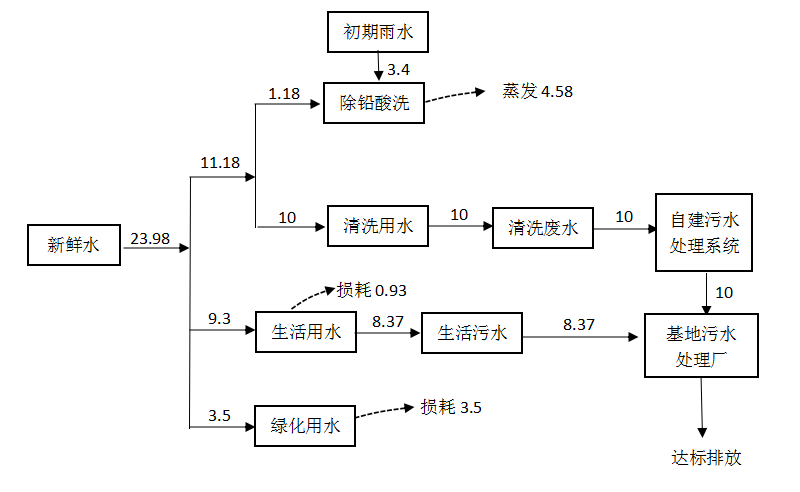 初期雨水
3.4
1.18
除铅酸洗
蒸发 4.58
11.18
10
清洗用水
10
清洗废水
10
自建污水
处理系统
新鲜水
23.98
10
损耗 0.93
9.3
生活用水
8.37
生活污水
8.37
基地污水
处理厂
3.5
绿化用水
损耗 3.5
达标排放